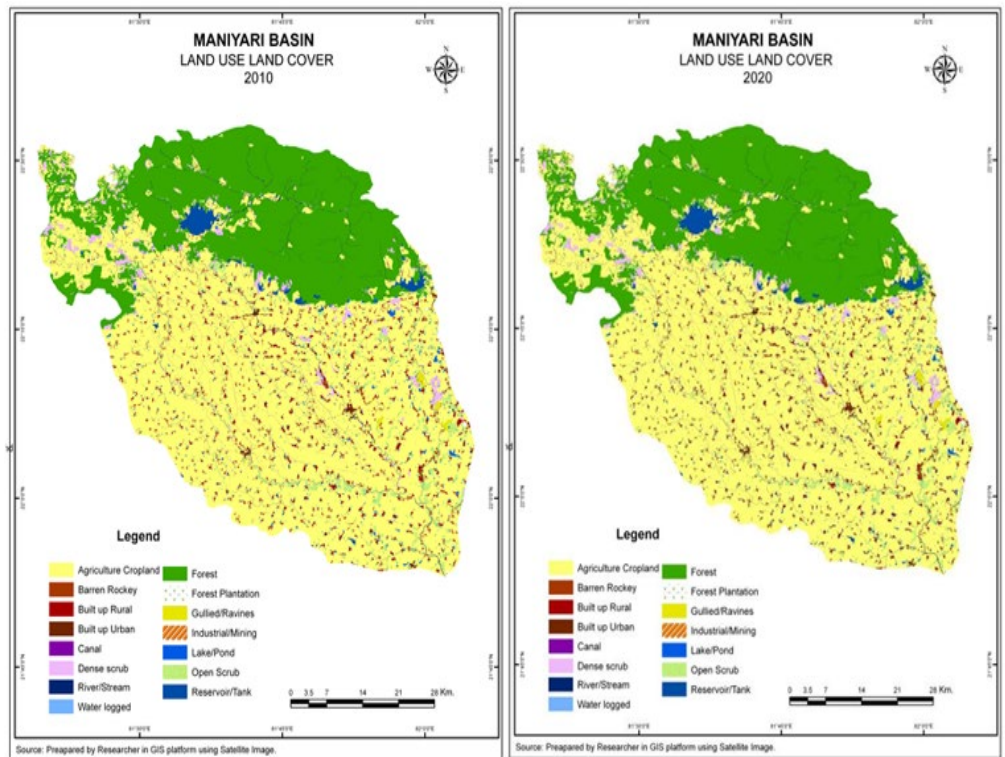 MANIYARI BASIN
LAND USE LAND COVER
2010
N
W E
S
Legend
Agriculture Cropland
Barren Rockey
Built up Rural
Built up Urban
Canal
Dense scrub
River/Stream
Water logged
Forest
Forest Plantation
Gullied/Ravines
Industrial/Mining
Lake/Pond
Open Scrub
Reservoir/Tank
0 3.5 7 14 21 28 Km.
Source: Preapared by Researcher in GIS platform using Satellite Image.
MANIYARI BASIN
LAND USE LAND COVER
2020
N
W E
S
Legend
Agriculture Cropland
Barren Rockey
Built up Rural
Built up Urban
Canal
Dense scrub
River/Stream
Water logged
Forest
Forest Plantation
Gullied/Ravines
Industrial/Mining
Lake/Pond
Open Scrub
Reservoir/Tank
0 3.5 7 14 21 28 Km.
Source: Preapared by Researcher in GIS platform using Satellite Image.